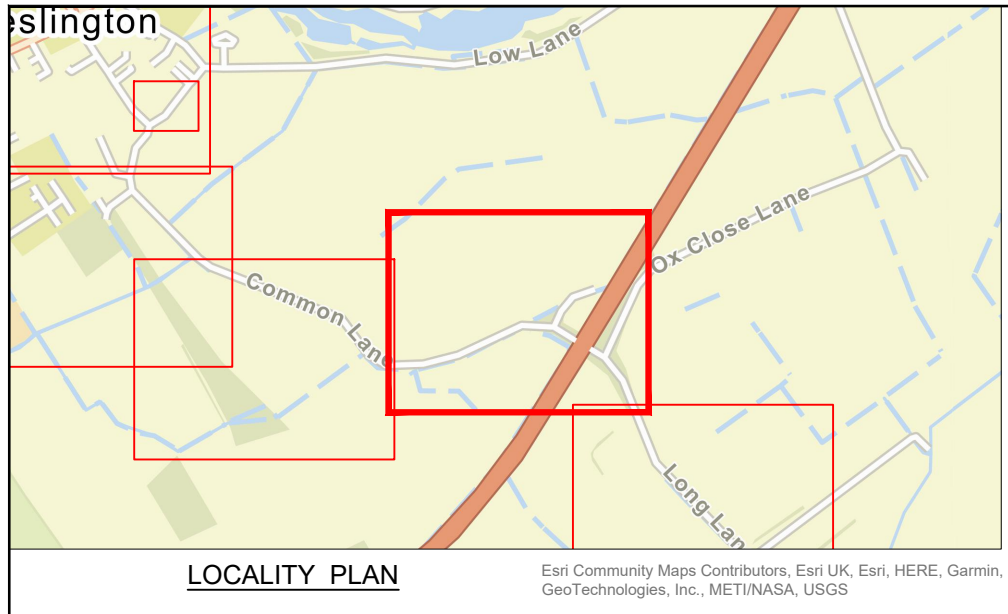 eslington
Low Lane
Ox Close Lane
Common Lane
Long Lan
LOCALITY PLAN
Esri Community Maps Contributors, Esri UK, Esri, HERE, Garmin,
GeoTechnologies, Inc., METI/NASA, USGS